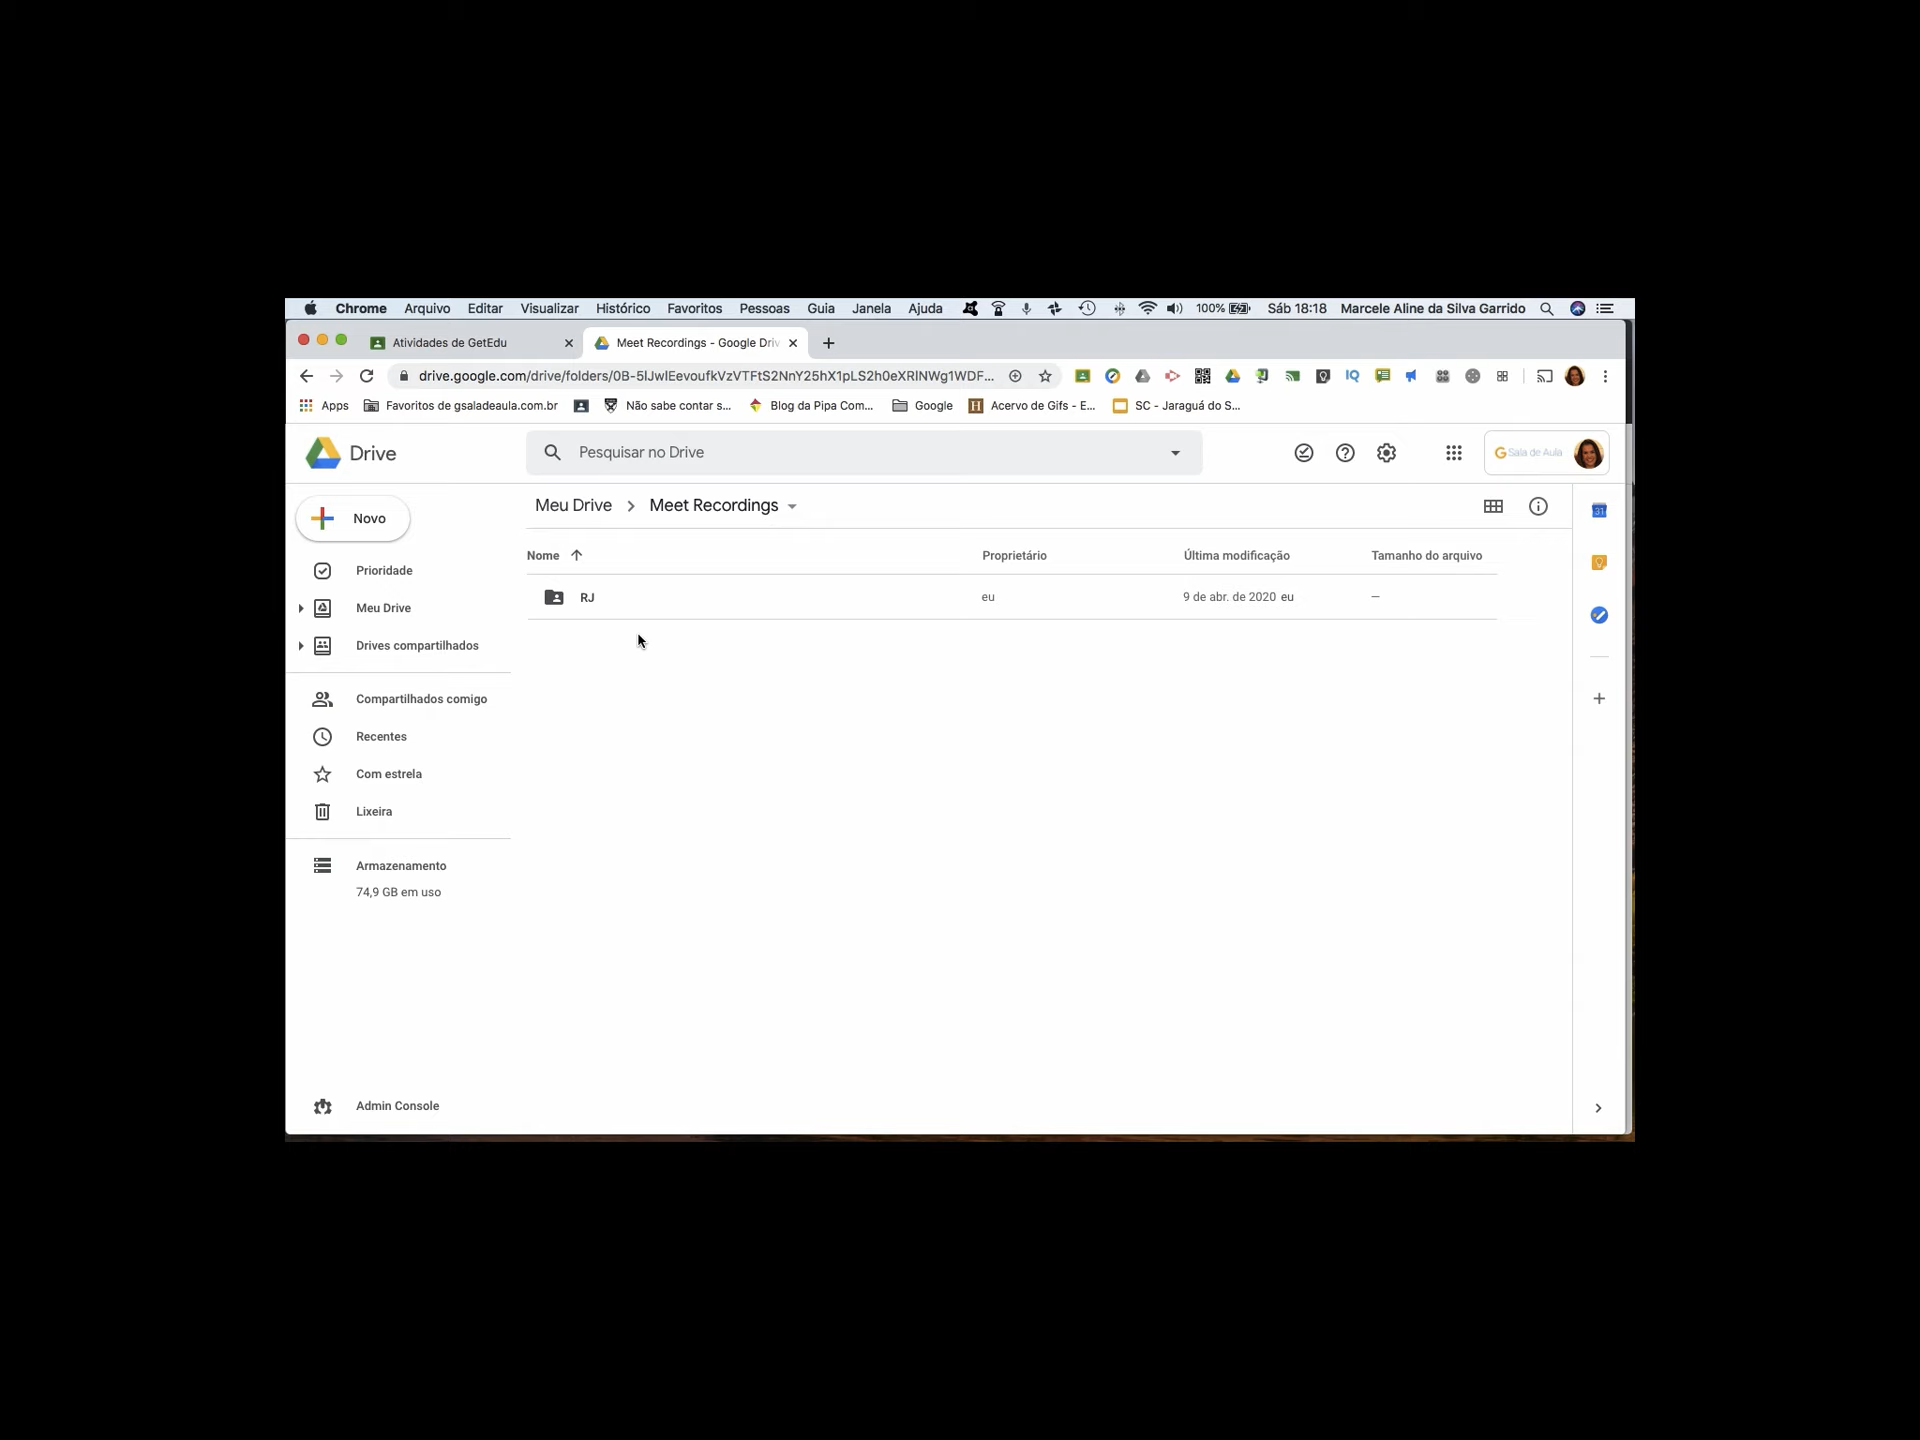 Chrome Arquivo Editar Visualizar Histórico Favoritos Pessoas Guia Janela Ajuda 100% Sáb 18:18 Marcele Aline da Silva Garrido
Atividades de GetEdu Meet Recordings - Google Driv
drive.google.com/drive/folders/0B-5IJwlEevoufkVzVTFtS2NnY25hX1pLS2h0eXRINWg1WDF...
Apps Favoritos de gsaladeaula.com.br Não sabe contar s... Blog da Pipa Com... Google Acervo de Gifs - E... SC - Jaraguá do S...
Drive Pesquisar no Drive G Sala de Aula
Novo Meu Drive Meet Recordings
Nome Proprietário Última modificação Tamanho do arquivo
RJ eu 9 de abr. de 2020 eu —
Prioridade
Meu Drive
Drives compartilhados
Compartilhados comigo
Recentes
Com estrela
Lixeira
Armazenamento
74,9 GB em uso
Admin Console